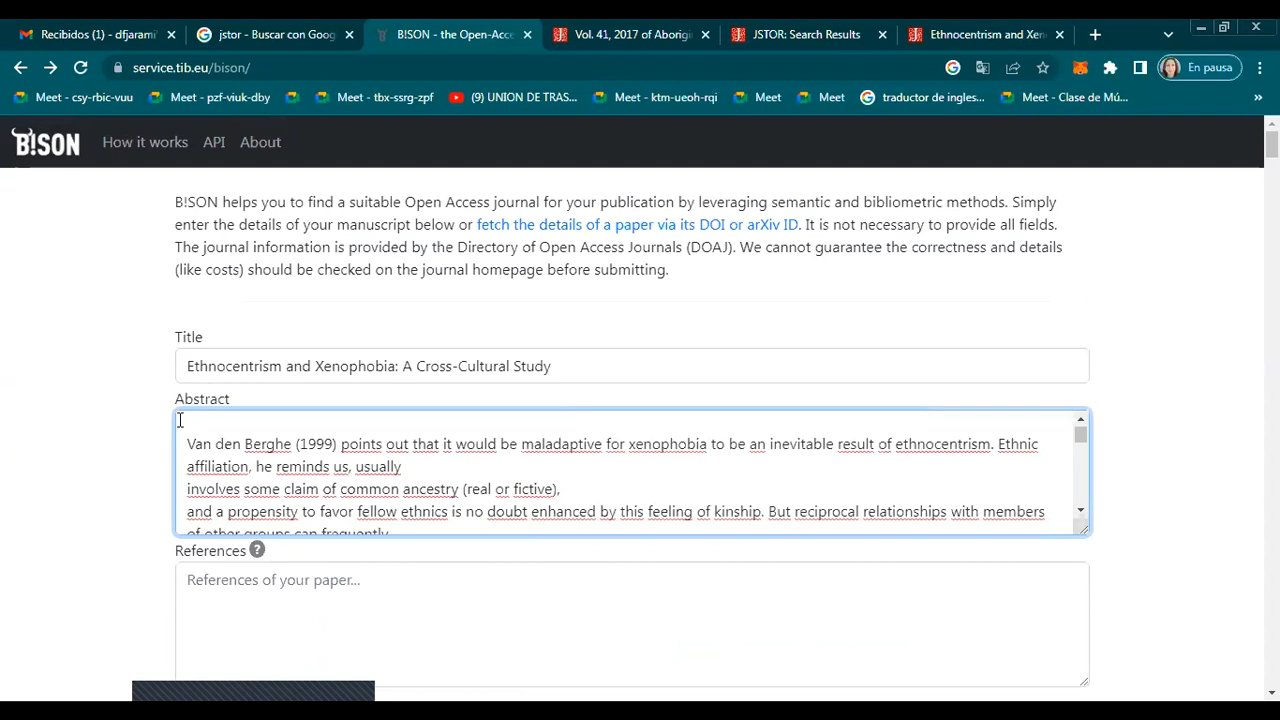 Recibidos (1) - dfjarami
jstor - Buscar con Goog
B!SON - the Open-Acce
Vol. 41, 2017 of Aborigi
JSTOR: Search Results
Ethnocentrism and Xen
service.tib.eu/bison/
En pausa
Meet - csy-rbic-vuu
Meet - pzf-viuk-dby
Meet - tbx-ssrg-zpf
(9) UNION DE TRAS...
Meet - ktm-ueoh-rqi
Meet
Meet
traductor de ingles...
Meet - Clase de Mú...
B!SON
How it works
API
About
B!SON helps you to find a suitable Open Access journal for your publication by leveraging semantic and bibliometric methods. Simply
enter the details of your manuscript below or fetch the details of a paper via its DOI or arXiv ID. It is not necessary to provide all fields.
The journal information is provided by the Directory of Open Access Journals (DOAJ). We cannot guarantee the correctness and details
(like costs) should be checked on the journal homepage before submitting.
Title
Ethnocentrism and Xenophobia: A Cross-Cultural Study
Abstract
Van den Berghe (1999) points out that it would be maladaptive for xenophobia to be an inevitable result of ethnocentrism. Ethnic
affiliation, he reminds us, usually
involves some claim of common ancestry (real or fictive),
and a propensity to favor fellow ethnics is no doubt enhanced by this feeling of kinship. But reciprocal relationships with members
of other groups can frequently
References ?
References of your paper...